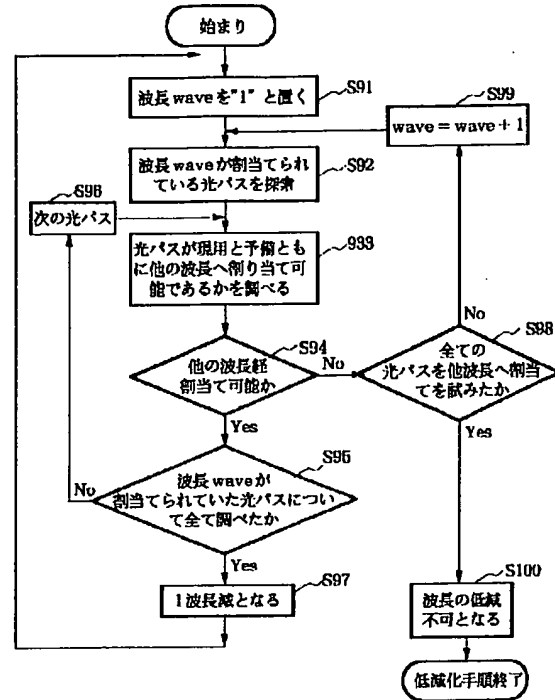 始まり
波長waveを"1"と置く
S91
S99
wave = wave + 1
波長waveが割当てられ
ている光パスを探索
S92
S96
次の光パス
光パスが現用と予備とも
に他の波長へ割り当て可
能であるかを調べる
933
No
S98
S94
他の波長経
割当て可能か
No
全ての
光パスを他波長へ割当
てを試みたか
Yes
Yes
S95
波長waveが
割当てられていた光パスについ
て全て調べたか
No
Yes
S97
1波長減となる
S100
波長の低減
不可となる
低減化手順終了